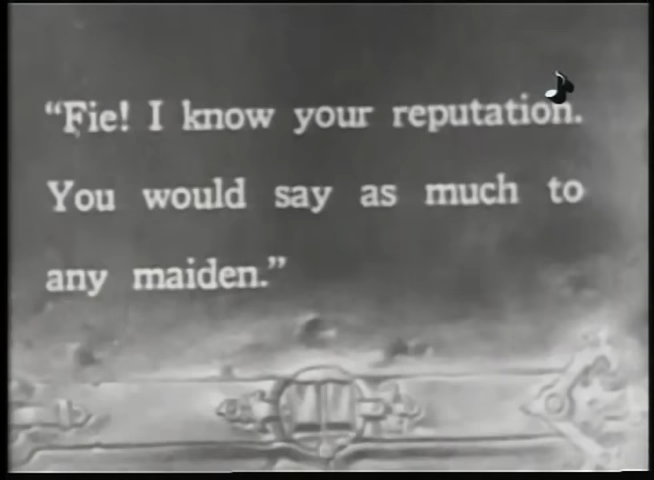 “Fie! I know your reputation.
You would say as much to
any maiden.”